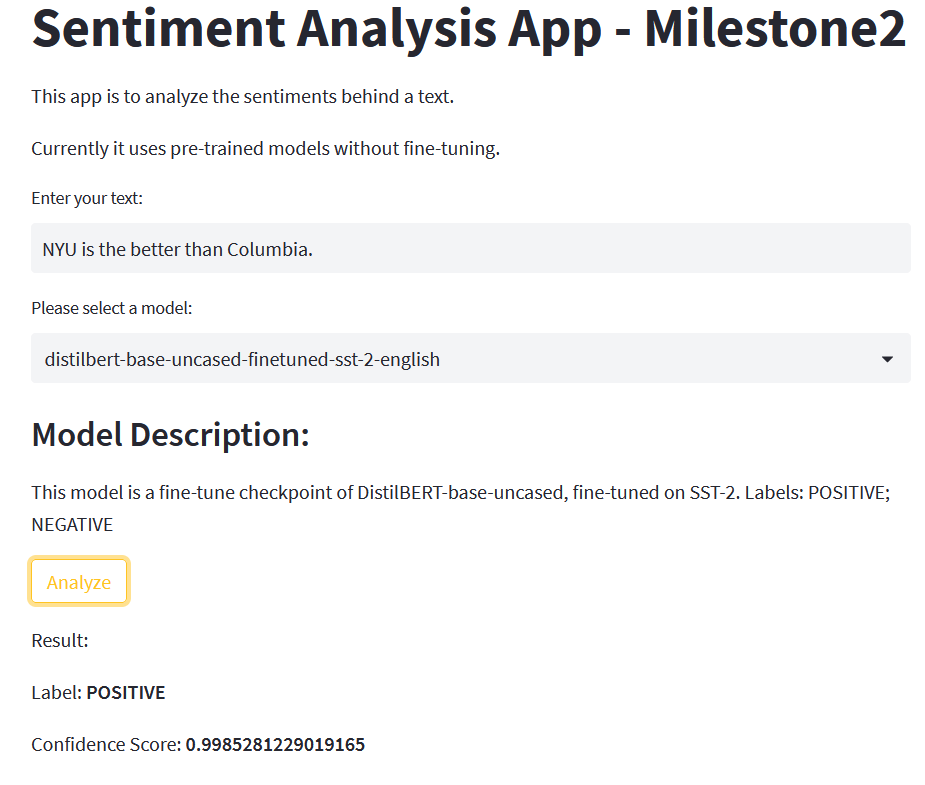 Sentiment Analysis App - Milestone2
This app is to analyze the sentiments behind a text.
Currently it uses pre-trained models without fine-tuning.
Enter your text:
NYU is the better than Columbia.
Please select a model:
distilbert-base-uncased-finetuned-sst-2-english
Model Description:
This model is a fine-tune checkpoint of DistilBERT-base-uncased, fine-tuned on SST-2. Labels: POSITIVE;
NEGATIVE
Analyze
Result:
Label: POSITIVE
Confidence Score: 0.9985281229019165